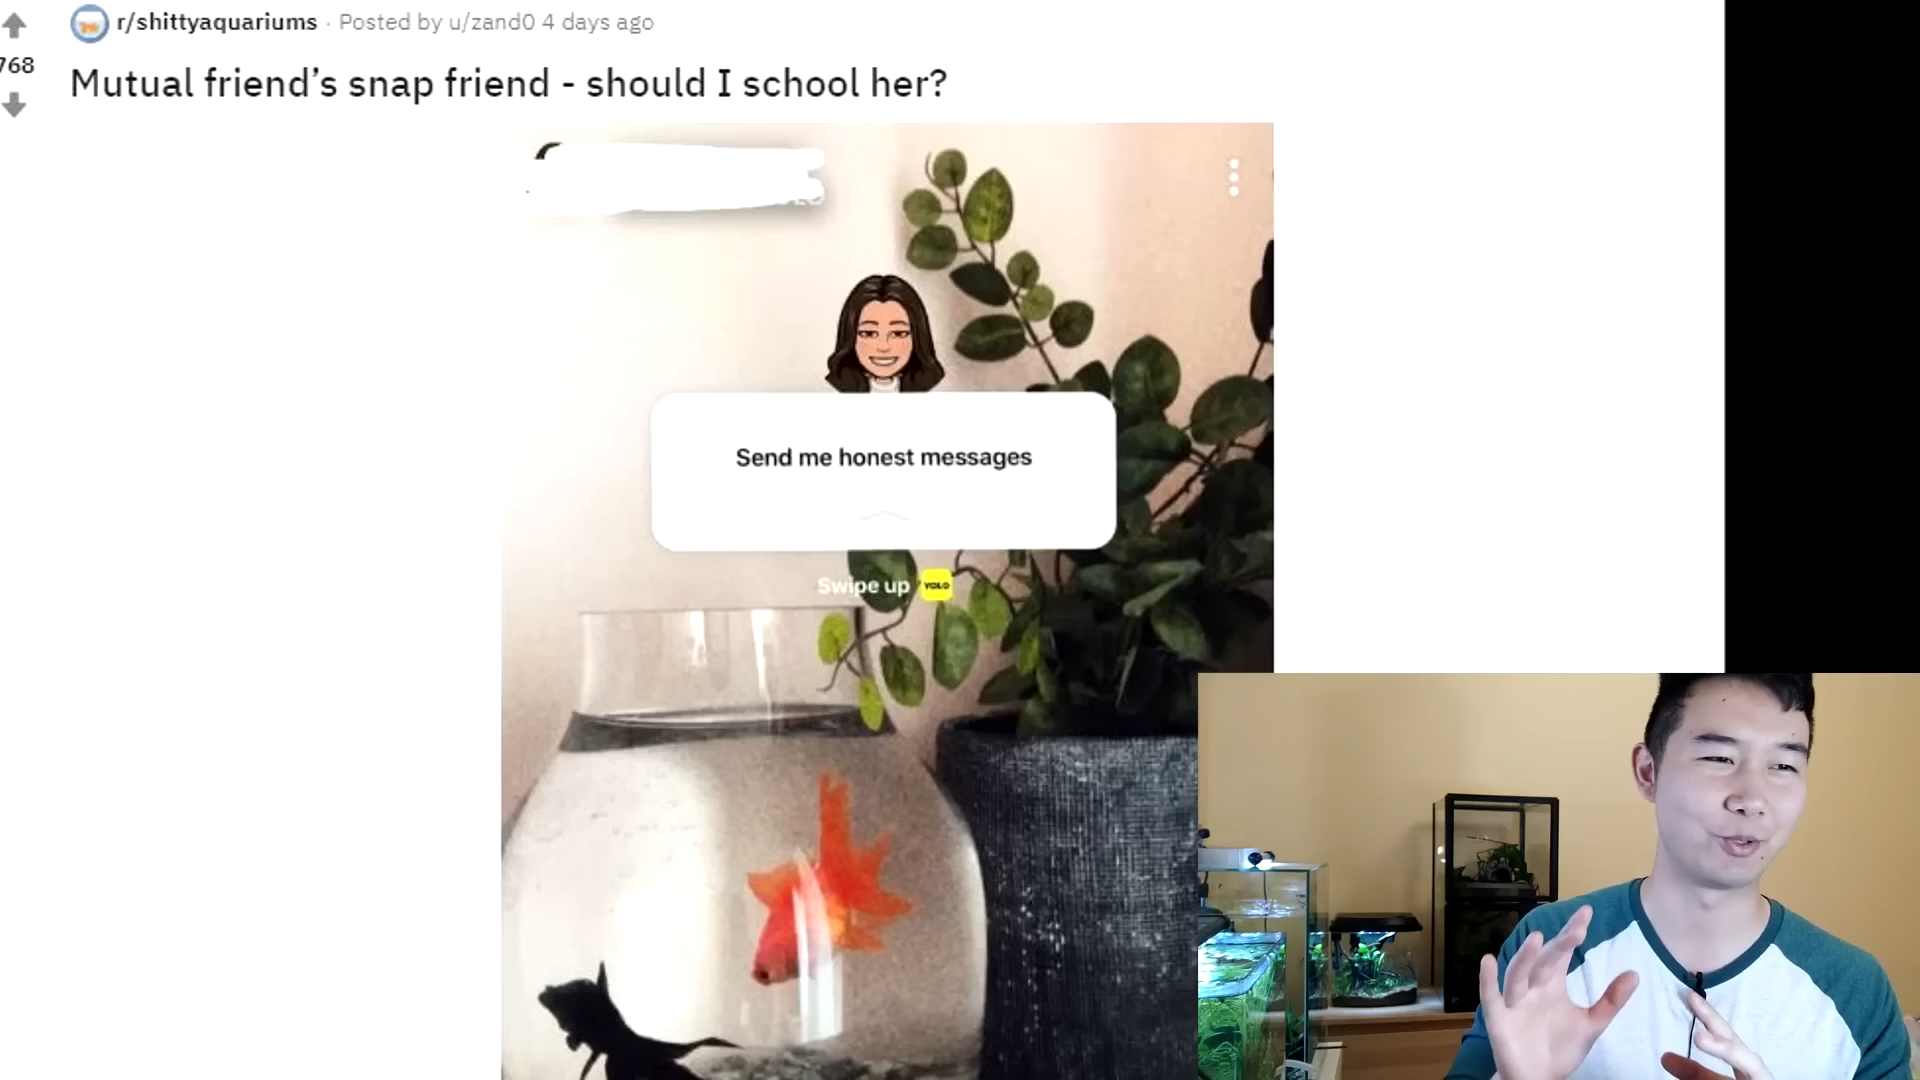 r/shittyaquariums · Posted by u/zand0 4 days ago
768
Mutual friend's snap friend - should I school her?
Send me honest messages
Swipe up YOLO